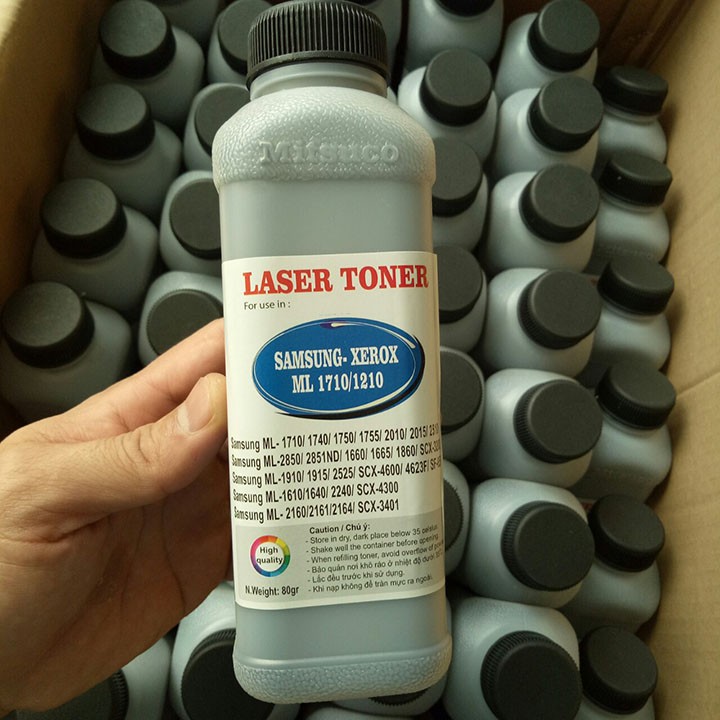 Mitsuco
LASER TONER
For use in :
SAMSUNG- XEROX
ML 1710/1210
Samsung ML- 1710/ 1740/ 1750/ 1755/ 2010/ 2015/
Samsung ML-2850/ 2851ND/ 1660/ 1665/ 1860/
Samsung ML-1910/ 1915/ 2525/ SCX-4600/ 4623F/
Samsung ML-1610/1640/ 2240/ SCX-4300
Samsung ML- 2160/2161/2164/ SCX-3401
Caution / Chú ý:
- Store in dry, dark place below 35
- Shake well the container before opening.
- When refilling toner, avoid overflow of
- Bảo quản nơi khô ráo ở nhiệt độ dưới
- Lắc đều trước khi sử dụng.
- Khi nạp không để tràn mực ra ngoài.
High
quality
N.Weight: 80gr